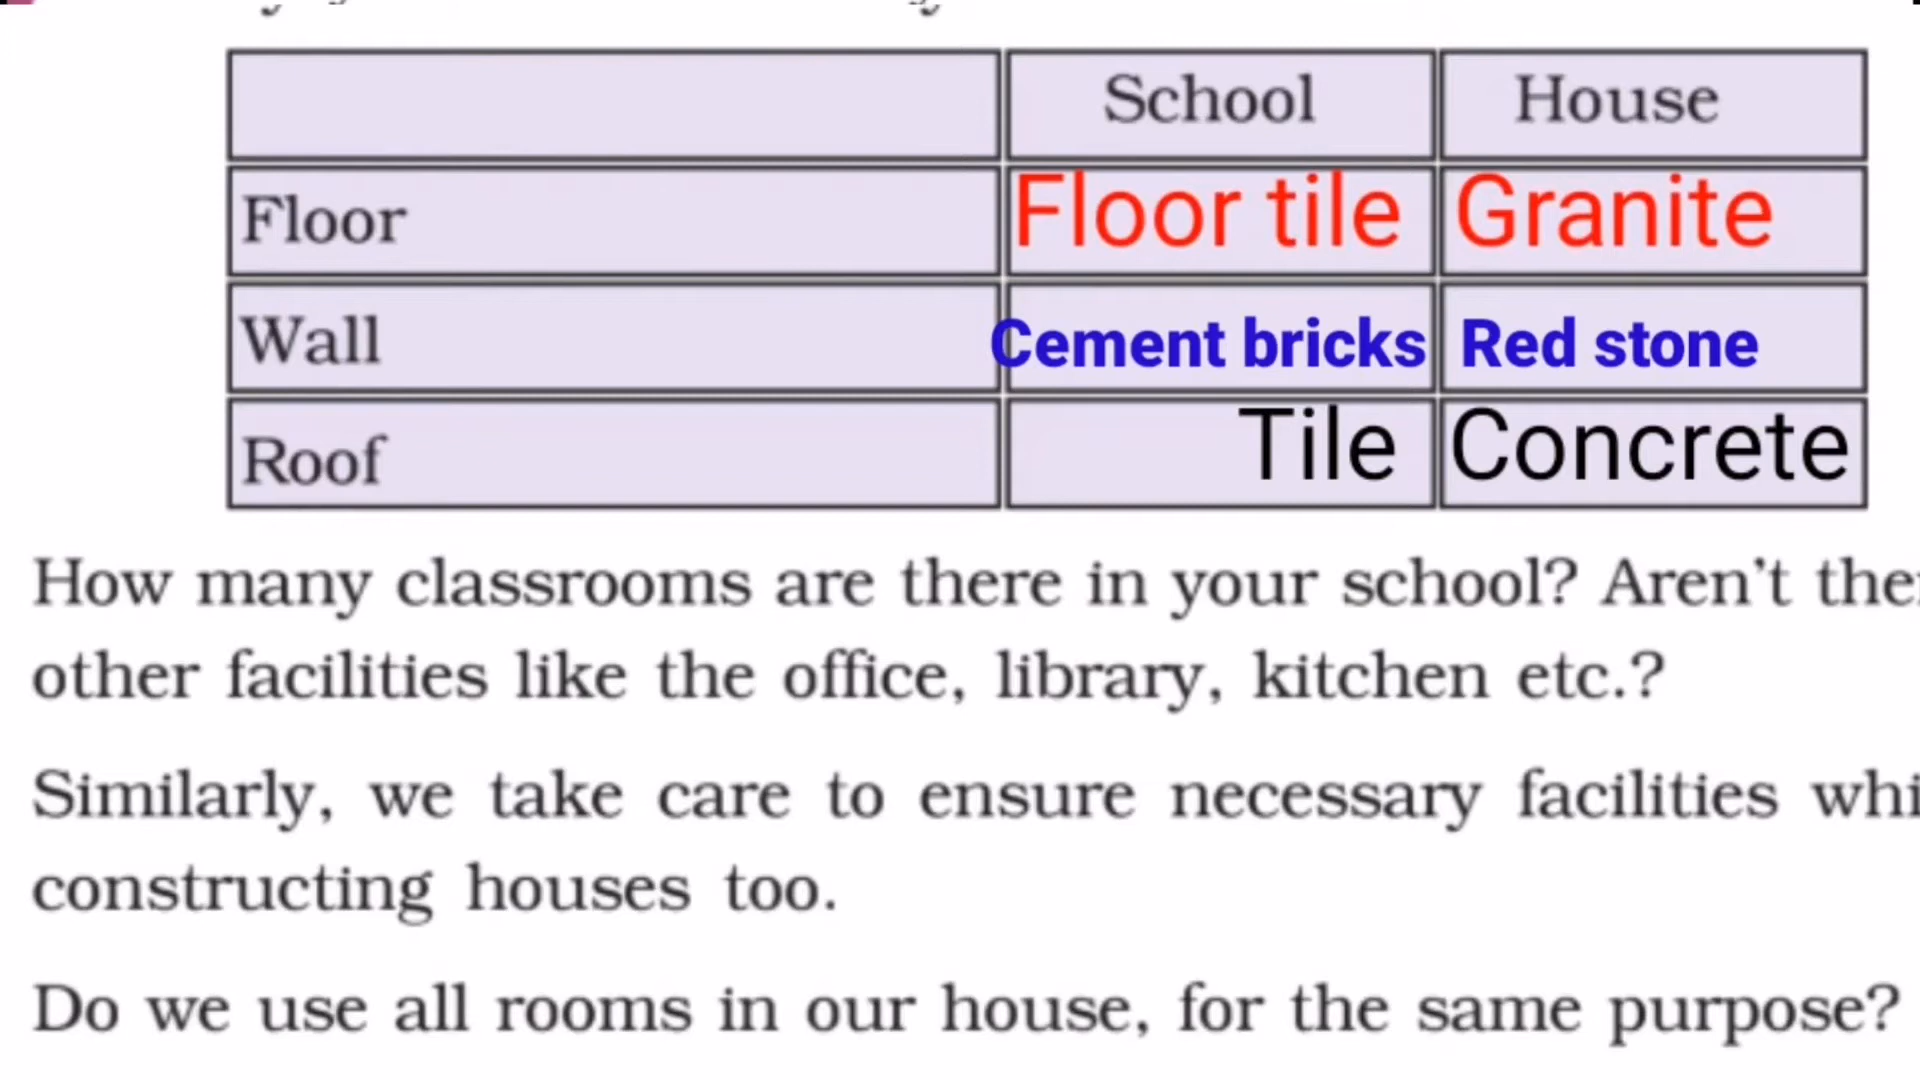 School House
Floor Floor tile Granite
Wall Cement bricks Red stone
Roof Tile Concrete
How many classrooms are there in your school? Aren't
other facilities like the office, library, kitchen etc.?
Similarly, we take care to ensure necessary facilities
constructing houses too.
Do we use all rooms in our house, for the same purpose?